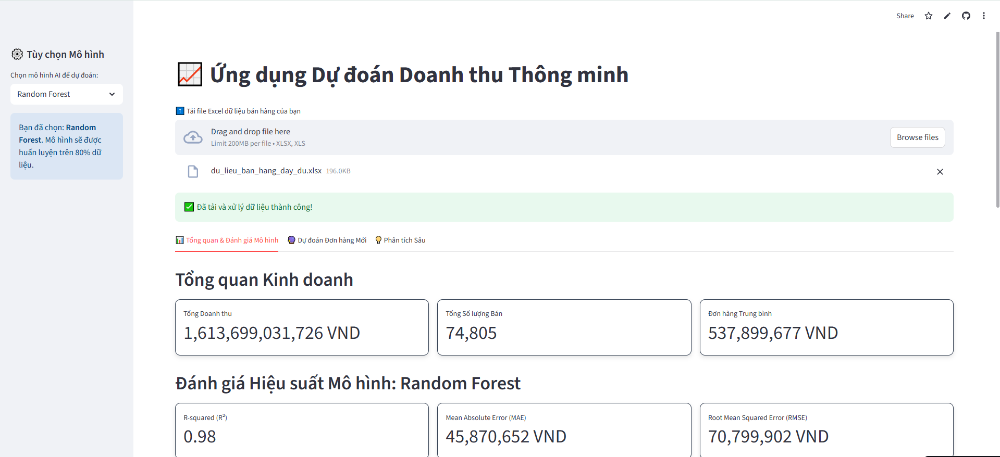 Share
Tùy chọn Mô hình
Chọn mô hình AI để dự đoán:
Random Forest
Bạn đã chọn: Random
Forest. Mô hình sẽ được
huấn luyện trên 80% dữ
liệu.
Ứng dụng Dự đoán Doanh thu Thông minh
Tải file Excel dữ liệu bán hàng của bạn
Drag and drop file here
Limit 200MB per file • XLSX, XLS
Browse files
du_lieu_ban_hang_day_du.xlsx 196.0KB
Đã tải và xử lý dữ liệu thành công!
Tổng quan & Đánh giá Mô hình Dự đoán Đơn hàng Mới Phân tích Sâu
Tổng quan Kinh doanh
Tổng Doanh thu
1,613,699,031,726 VND
Tổng Số lượng Bán
74,805
Đơn hàng Trung bình
537,899,677 VND
Đánh giá Hiệu suất Mô hình: Random Forest
R-squared (R²)
0.98
Mean Absolute Error (MAE)
45,870,652 VND
Root Mean Squared Error (RMSE)
70,799,902 VND